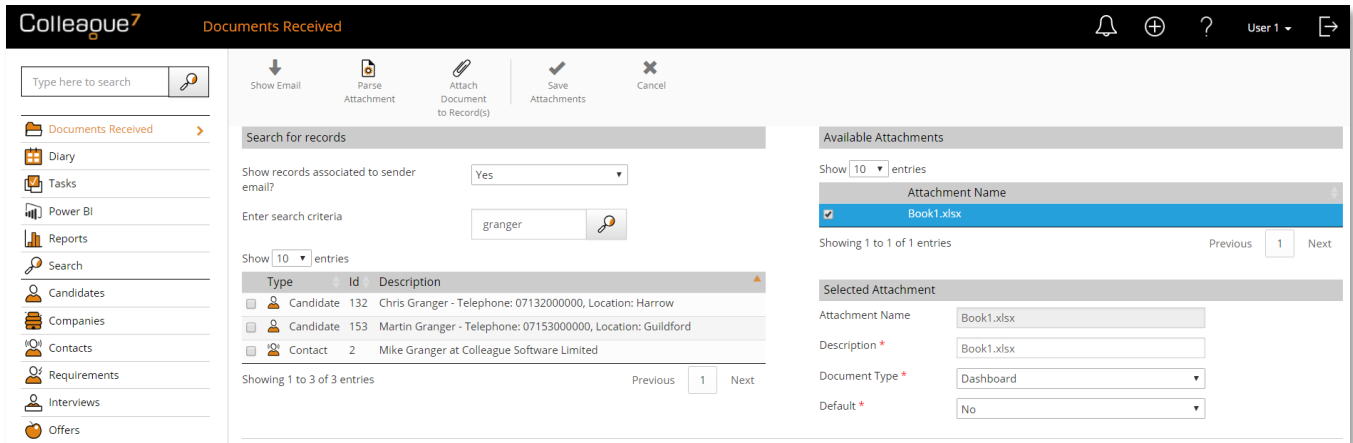 Colleague7
Documents Received
User 1
Type here to search
Documents Received
Diary
Tasks
Power BI
Reports
Search
Candidates
Companies
Contacts
Requirements
Interviews
Offers
Show Email
Parse
Attachment
Attach
Document
to Record(s)
Save
Attachments
Cancel
Search for records
Show records associated to sender
email?
Yes
Enter search criteria
granger
Show 10 entries
Type Id Description
Candidate 132 Chris Granger - Telephone: 07132000000, Location: Harrow
Candidate 153 Martin Granger - Telephone: 07153000000, Location: Guildford
Contact 2 Mike Granger at Colleague Software Limited
Showing 1 to 3 of 3 entries
Previous 1 Next
Available Attachments
Show 10 entries
Attachment Name
Book1.xlsx
Showing 1 to 1 of 1 entries
Previous 1 Next
Selected Attachment
Attachment Name Book1.xlsx
Description * Book1.xlsx
Document Type * Dashboard
Default * No